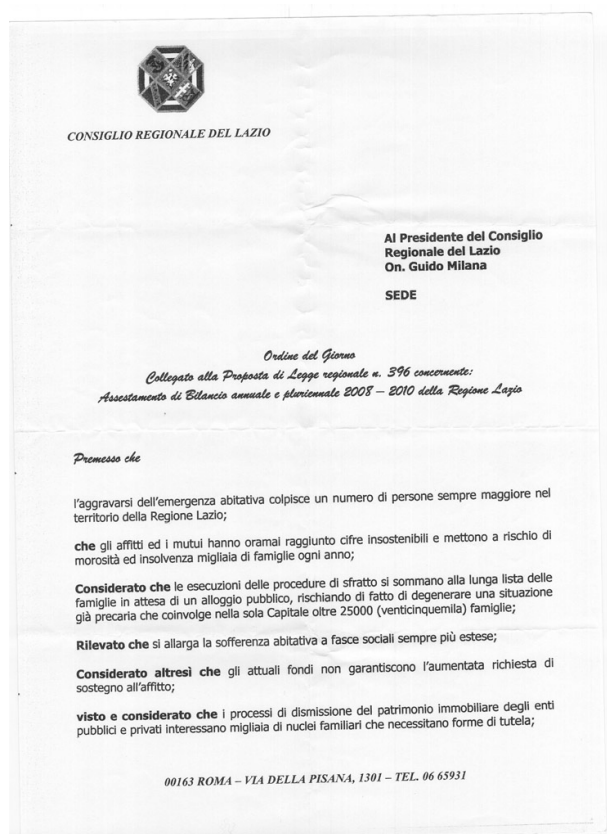 CONSIGLIO REGIONALE DEL LAZIO
Al Presidente del Consiglio
Regionale del Lazio
On. Guido Milana
SEDE
Ordine del Giorno
Collegato alla Proposta di Legge regionale n. 396 concernente:
Assestamento di Bilancio annuale e pluriennale 2008 – 2010 della Regione Lazio
Premesso che
l'aggravarsi dell'emergenza abitativa colpisce un numero di persone sempre maggiore nel
territorio della Regione Lazio;
che gli affitti ed i mutui hanno oramai raggiunto cifre insostenibili e mettono a rischio di
morosità ed insolvenza migliaia di famiglie ogni anno;
Considerato che le esecuzioni delle procedure di sfratto si sommano alla lunga lista delle
famiglie in attesa di un alloggio pubblico, rischiando di fatto di degenerare una situazione
già precaria che coinvolge nella sola Capitale oltre 25000 (venticinquemila) famiglie;
Rilevato che si allarga la sofferenza abitativa a fasce sociali sempre più estese;
Considerato altresì che gli attuali fondi non garantiscono l'aumentata richiesta di
sostegno all'affitto;
visto e considerato che i processi di dismissione del patrimonio immobiliare degli enti
pubblici e privati interessano migliaia di nuclei familiari che necessitano forme di tutela;
00163 ROMA – VIA DELLA PISANA, 1301 – TEL. 06 65931